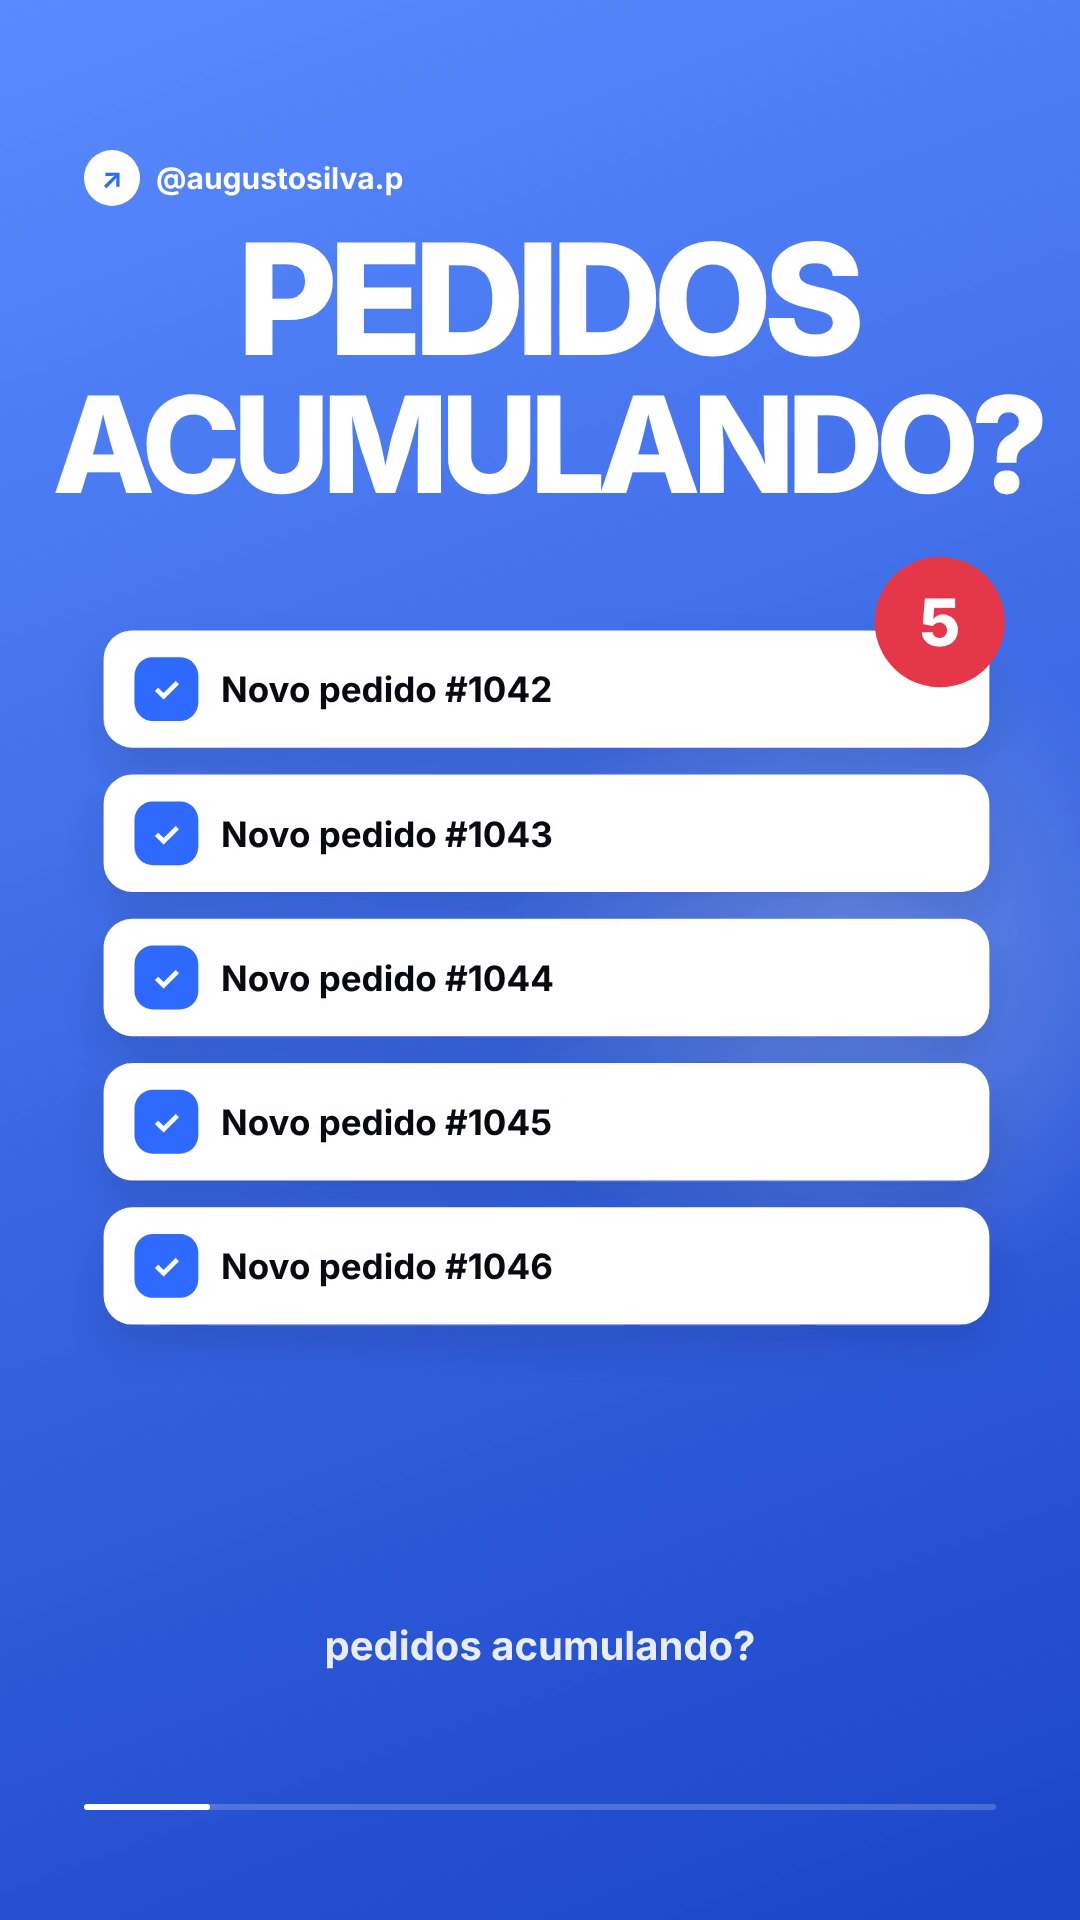 @augustosilva.p
PEDIDOS
ACUMULANDO?
5
Novo pedido #1042
Novo pedido #1043
Novo pedido #1044
Novo pedido #1045
Novo pedido #1046
pedidos acumulando?